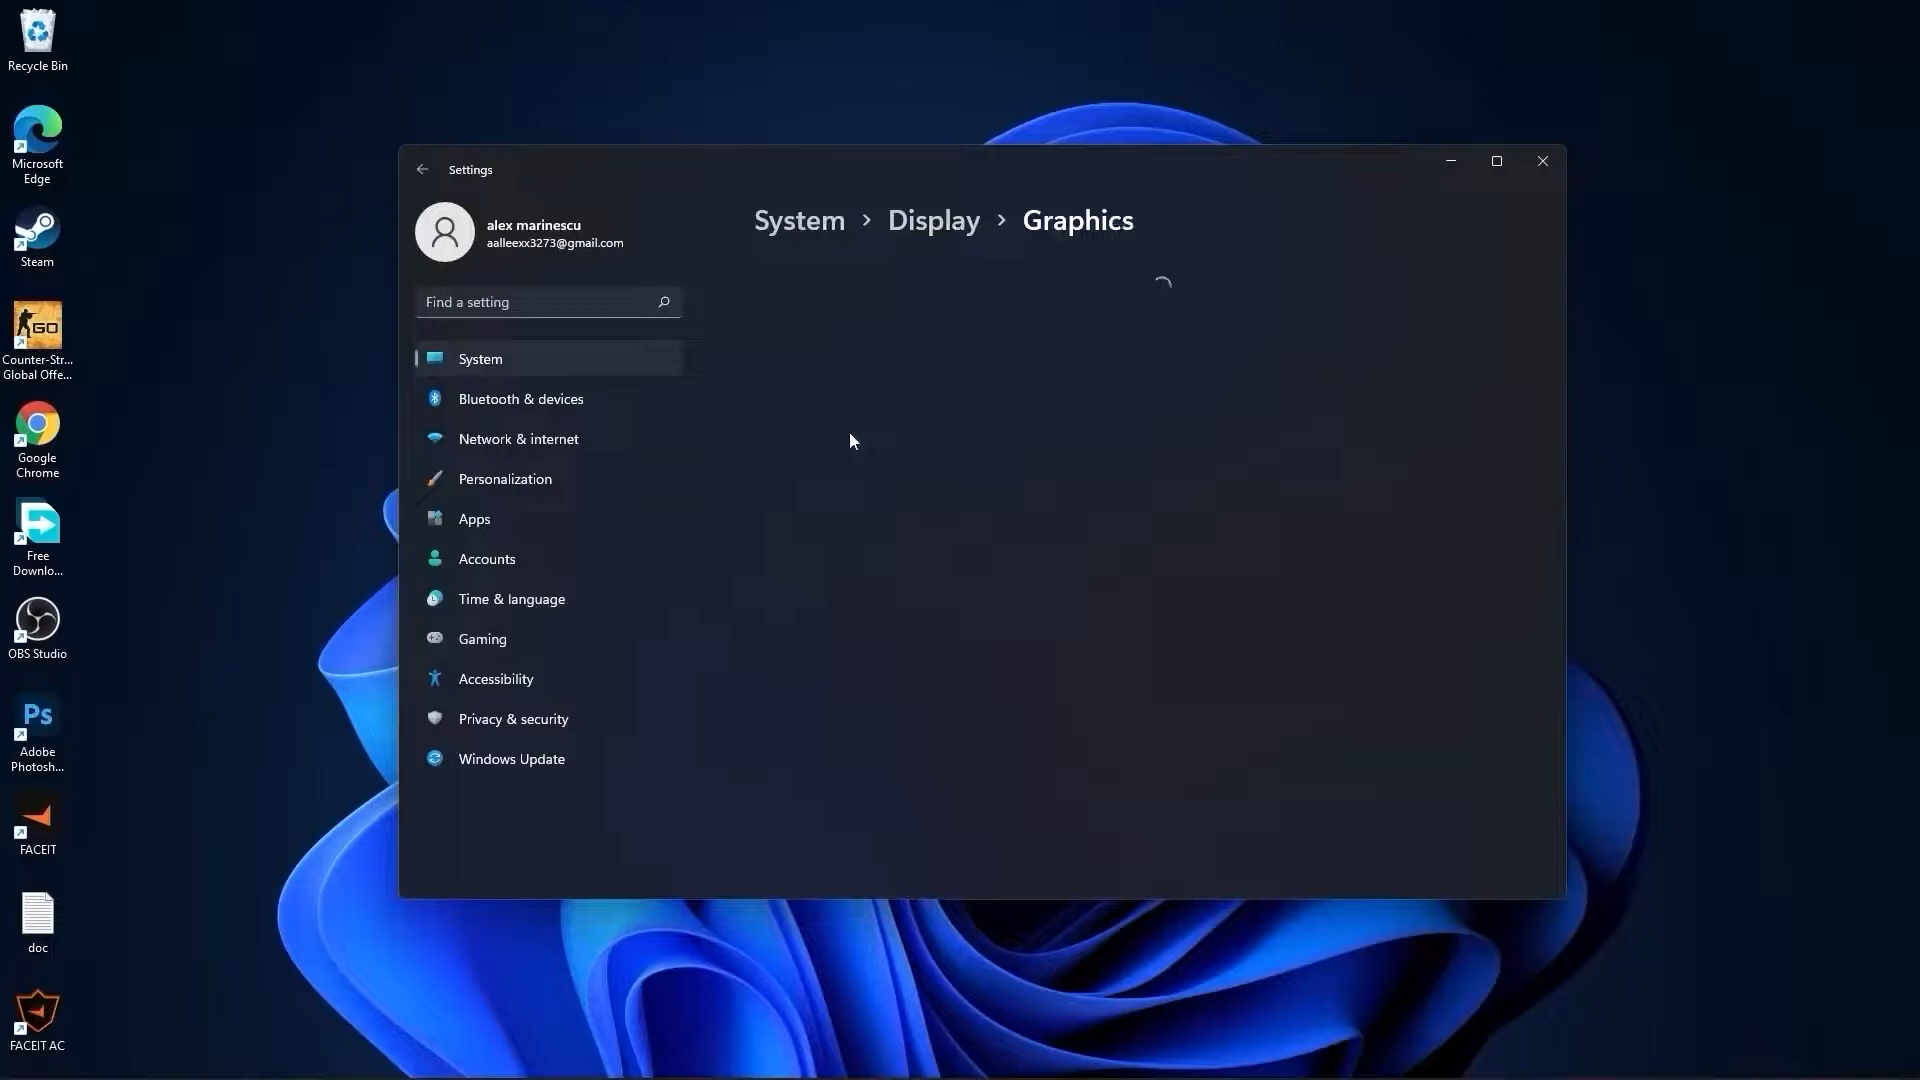 Recycle Bin
Microsoft
Edge
Steam
GO
Counter-Str...
Global Offe...
Google
Chrome
Free
Downlo...
OBS Studio
Ps
Adobe
Photosh...
FACEIT
doc
FACEIT AC
Settings
alex marinescu
aalleexx3273@gmail.com
Find a setting
System
Bluetooth & devices
Network & internet
Personalization
Apps
Accounts
Time & language
Gaming
Accessibility
Privacy & security
Windows Update
System > Display > Graphics